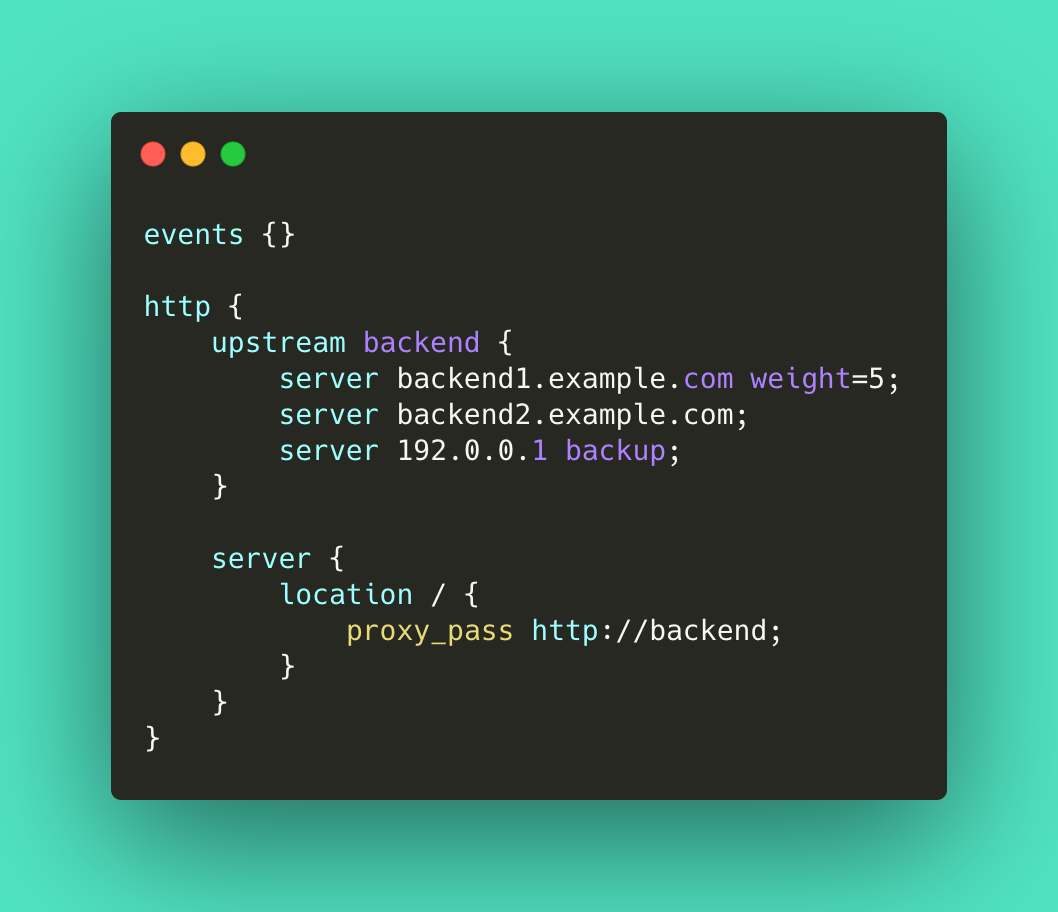 events {}

http {
    upstream backend {
        server backend1.example.com weight=5;
        server backend2.example.com;
        server 192.0.0.1 backup;
    }

    server {
        location / {
            proxy_pass http://backend;
        }
    }
}